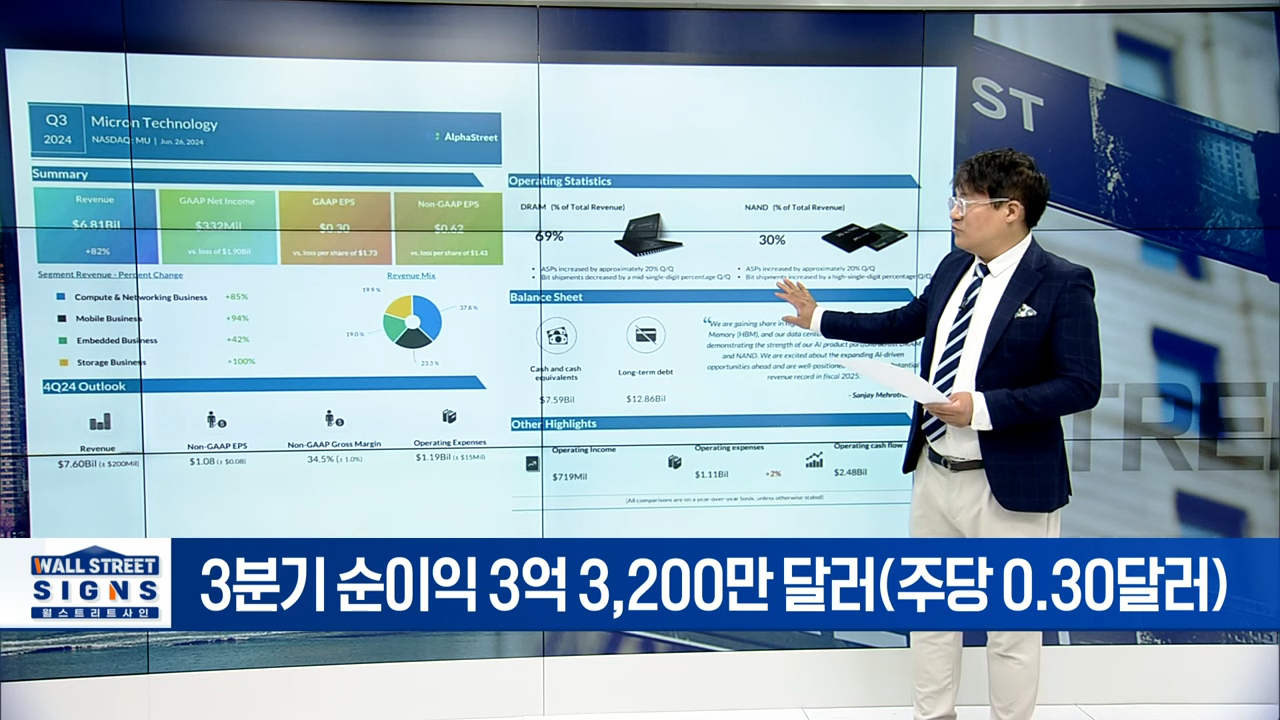 Q3
2024
Micron Technology
NASDAQ: MU | Jun. 26, 2024
AlphaStreet
Summary
Revenue
$6.81Bil
+82%
GAAP Net Income
$332Mil
vs. loss of $1.90Bil
GAAP EPS
$0.30
vs. loss per share of $1.73
Non-GAAP EPS
$0.62
vs. loss per share of $1.43
Segment Revenue - Percent Change
Compute & Networking Business +85%
Mobile Business +94%
Embedded Business +42%
Storage Business >100%
Revenue Mix
19.9 %
37.8 %
19.0 %
23.3 %
4Q24 Outlook
Revenue
$7.60Bil (± $200Mil)
Non-GAAP EPS
$1.08 (± $0.08)
Non-GAAP Gross Margin
34.5% (± 1.0%)
Operating Expenses
$1.19Bil (± $15Mil)
Operating Statistics
DRAM (% of Total Revenue)
69%
• ASPs increased by approximately 20% Q/Q
• Bit shipments decreased by a mid-single-digit percentage Q/Q
NAND (% of Total Revenue)
30%
• ASPs increased by approximately 20% Q/Q
• Bit shipments increased by a high-single-digit percentage Q/Q
Balance Sheet
Cash and cash
equivalents
$7.59Bil
Long-term debt
$12.86Bil
“We are gaining share in
Memory (HBM), and our data
demonstrating the strength of our AI product
and NAND. We are excited about the expanding AI-driven
opportunities ahead and are well-positioned
revenue record in fiscal 2025.
- Sanjay
Other Highlights
Operating Income
$719Mil
Operating expenses
$1.11Bil +2%
Operating cash flow
$2.48Bil
(All comparisons are on a year-over-year basis, unless otherwise stated)
ST
TREE
WALL STREET
SIGNS
월스트리트사인
3분기 순이익 3억 3,200만 달러(주당 0.30달러)